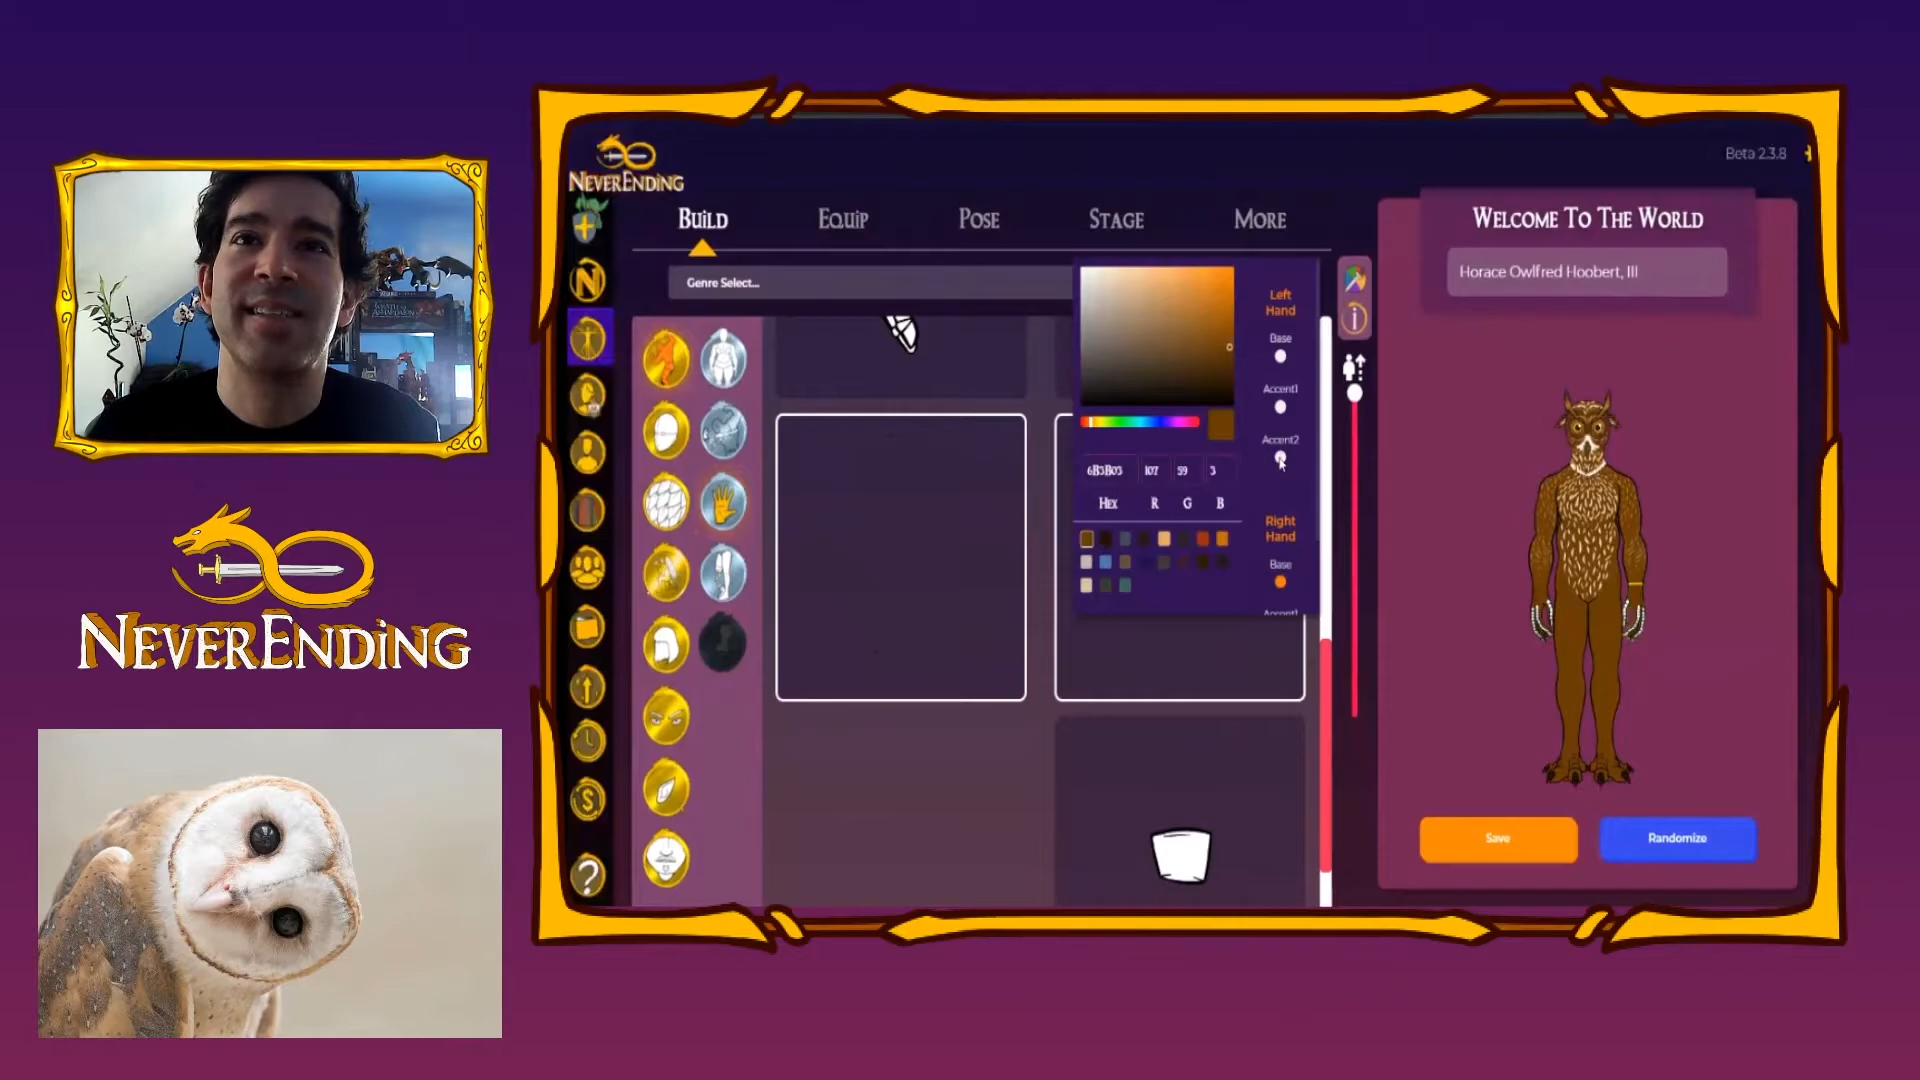 NEVERENDING
Beta 2.3.8
BUILD
EQUIP
POSE
STAGE
MORE
Genre Select...
Left
Hand
Base
Accent1
Accent2
6B3B03 107 59 3
HEX R G B
Right
Hand
Base
Accent1
WELCOME TO THE WORLD
Horace Owlfred Hoobert, III
Save
Randomize
N
i
$
?
NEVERENDING